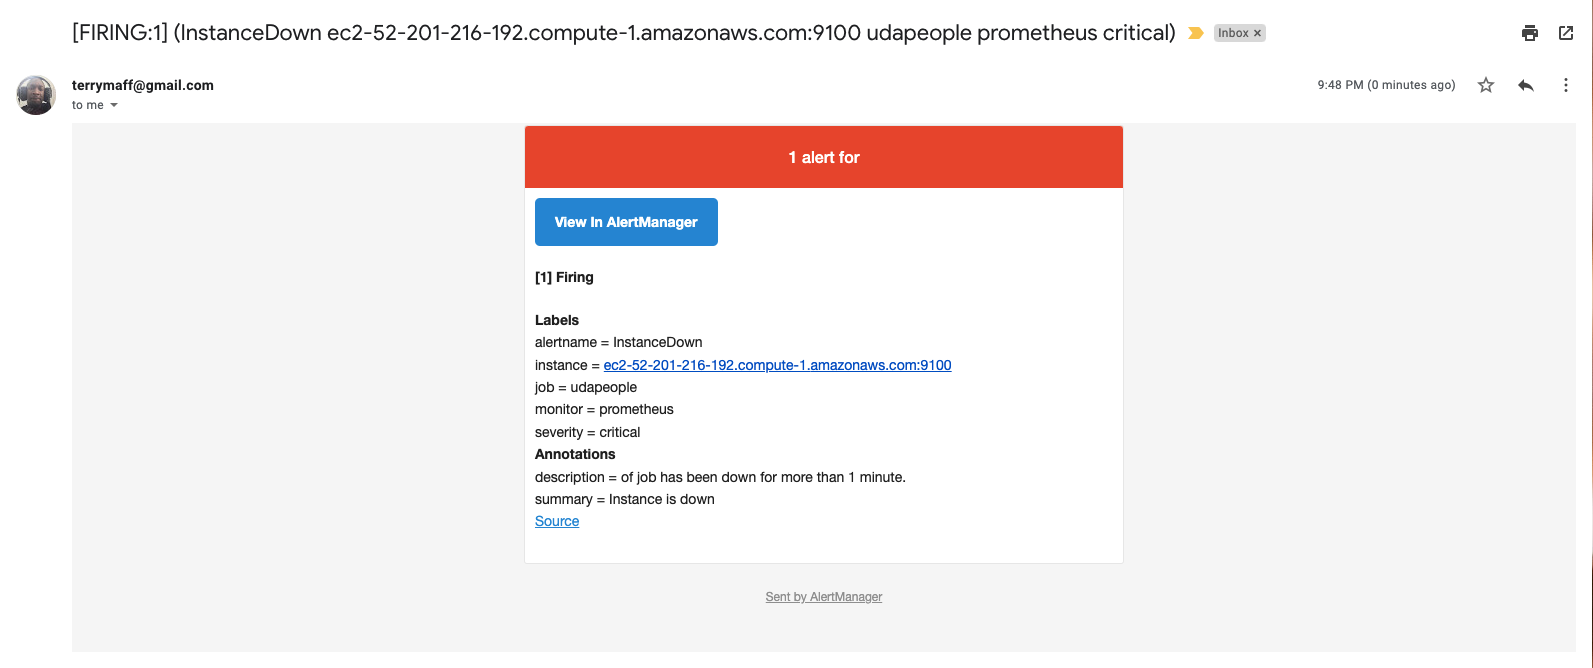 [FIRING:1] (InstanceDown ec2-52-201-216-192.compute-1.amazonaws.com:9100 udapeople prometheus critical) Inbox ×
terrymaff@gmail.com 9:48 PM (0 minutes ago)
to me
1 alert for
View In AlertManager
[1] Firing
Labels
alertname = InstanceDown
instance = ec2-52-201-216-192.compute-1.amazonaws.com:9100
job = udapeople
monitor = prometheus
severity = critical
Annotations
description = of job has been down for more than 1 minute.
summary = Instance is down
Source
Sent by AlertManager